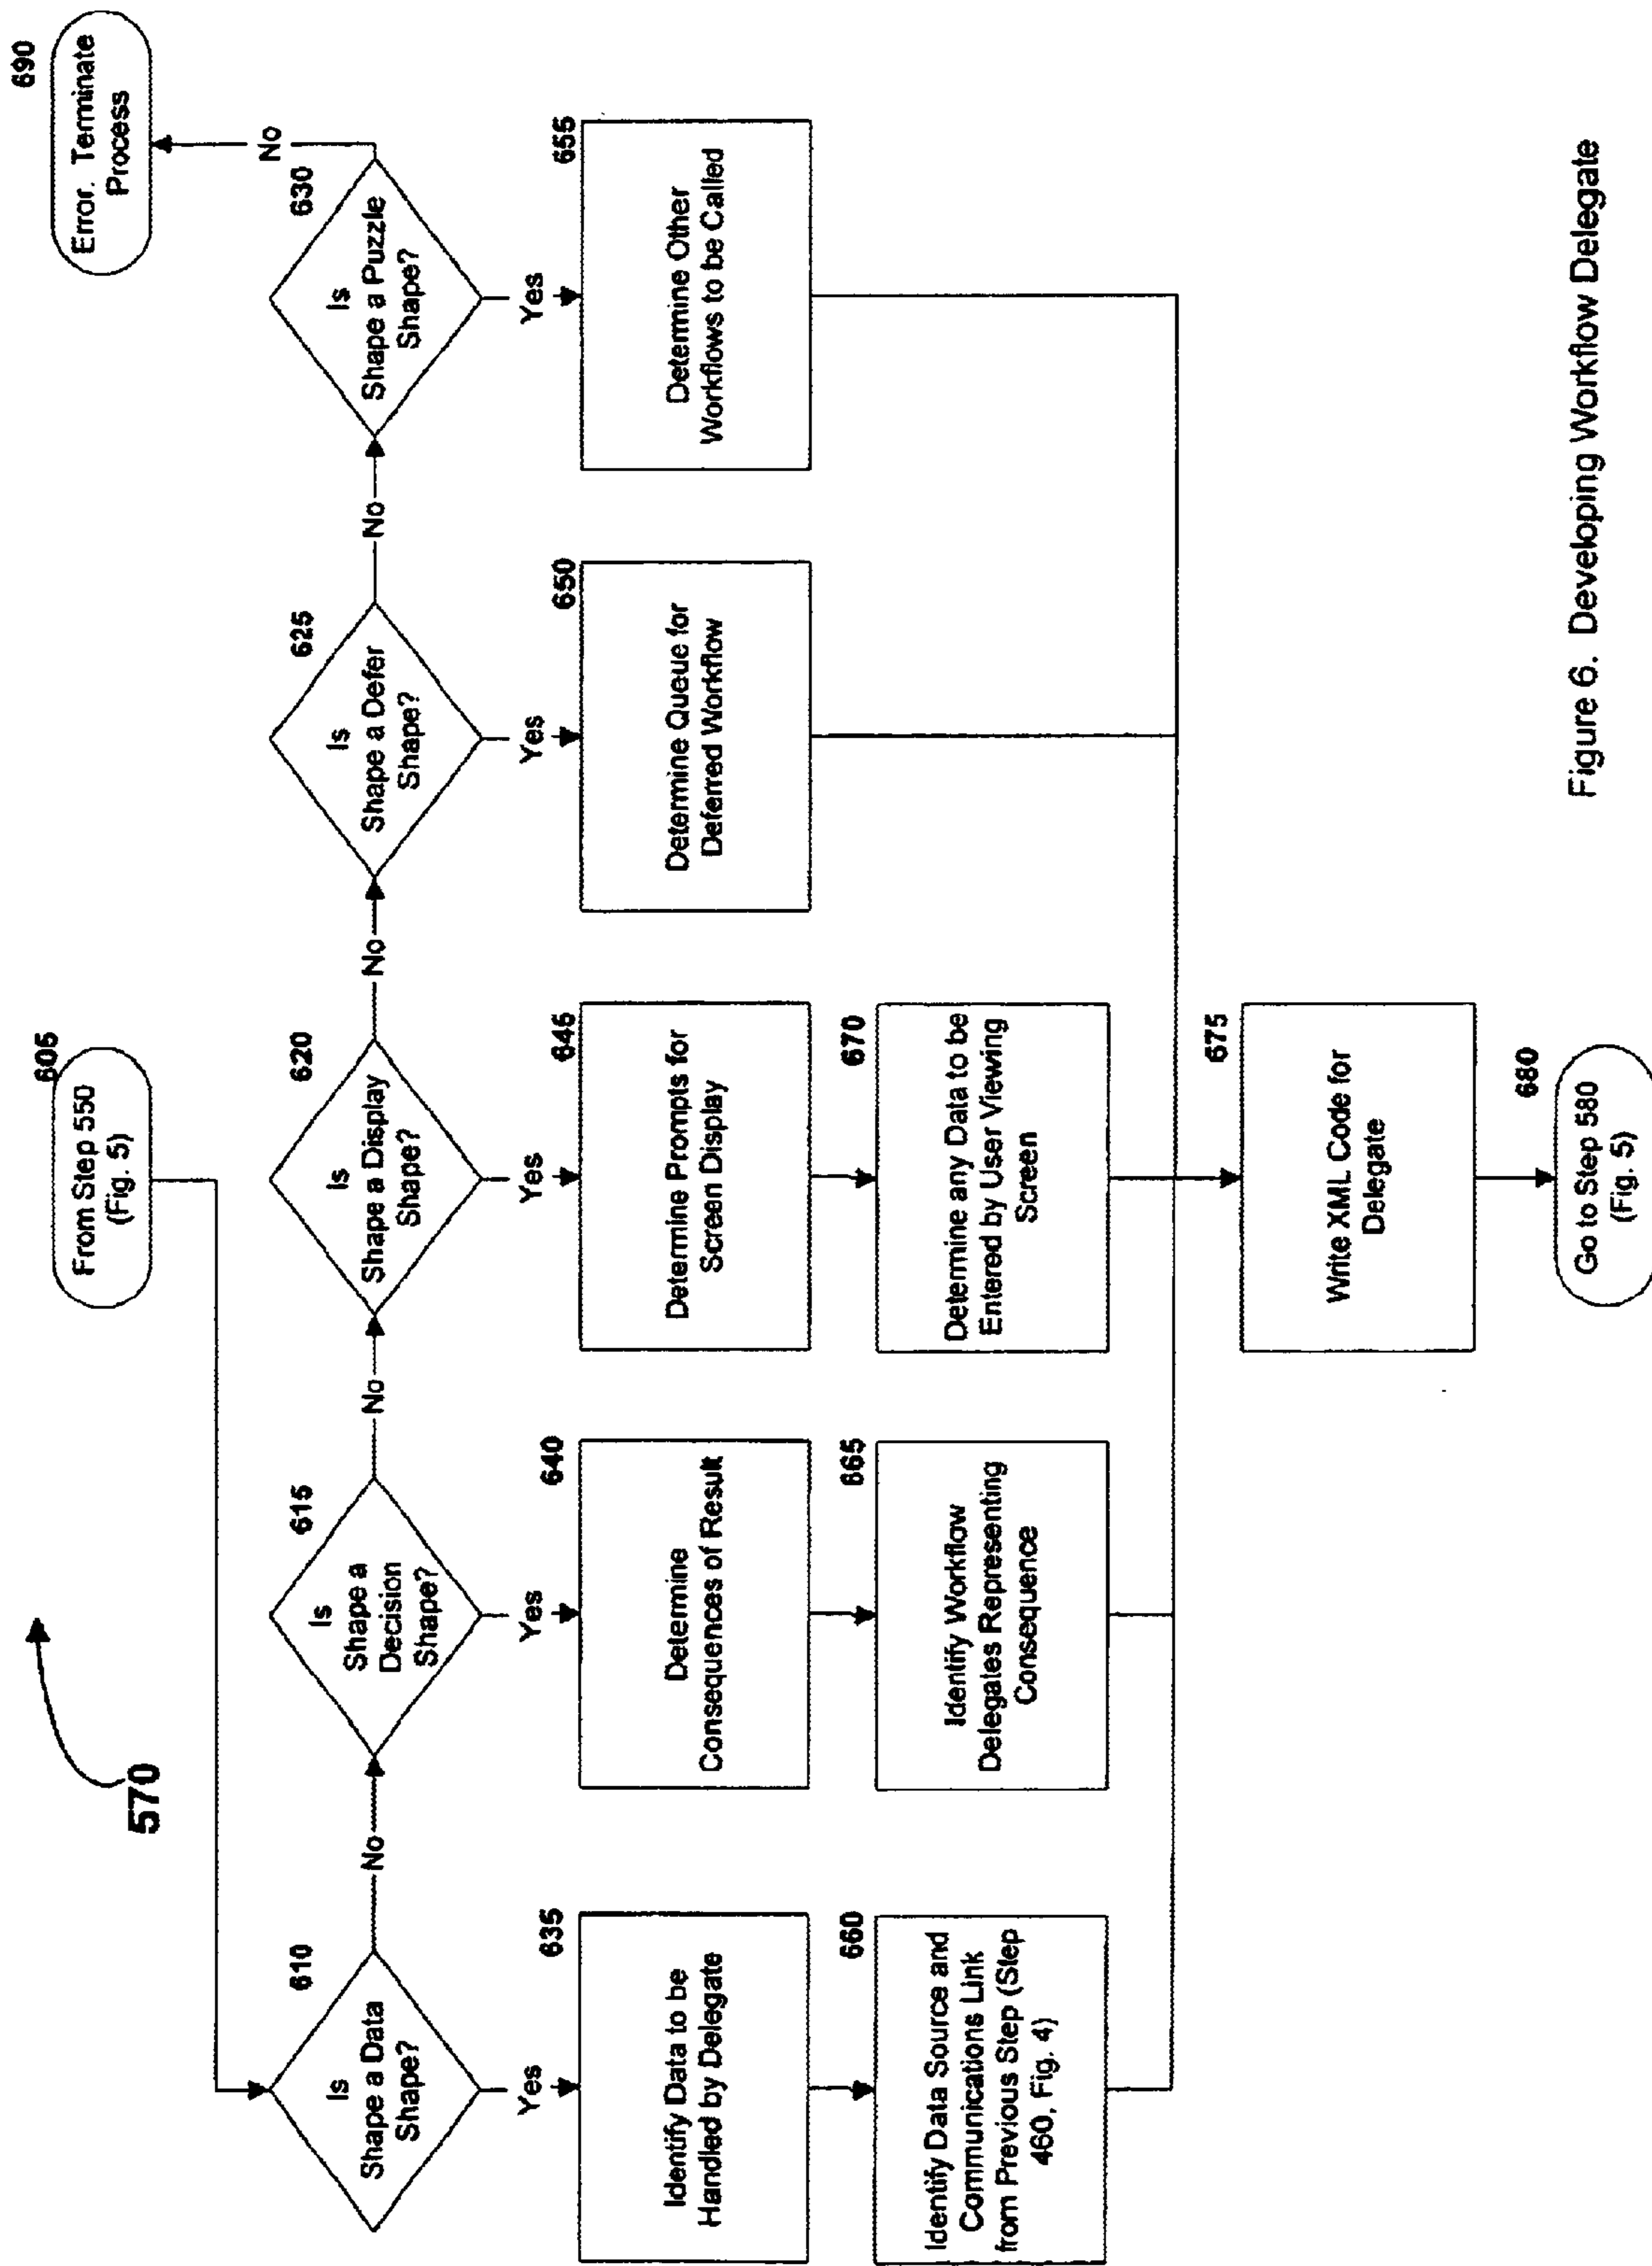 570
605
From Step 550
(Fig. 5)
690
Error. Terminate
Process
610
Is
Shape a Data
Shape?
No
615
Is
Shape a
Decision
Shape?
No
620
Is
Shape a Display
Shape?
No
625
Is
Shape a Defer
Shape?
No
630
Is
Shape a Puzzle
Shape?
No
Yes
Yes
Yes
Yes
Yes
635
Identify Data to be
Handled by Delegate
640
Determine
Consequences of Result
645
Determine Prompts for
Screen Display
650
Determine Queue for
Deferred Workflow
655
Determine Other
Workflows to be Called
660
Identify Data Source and
Communications Link
from Previous Step (Step
460, Fig. 4)
665
Identify Workflow
Delegates Representing
Consequence
670
Determine any Data to be
Entered by User Viewing
Screen
675
Write XML Code for
Delegate
680
Go to Step 580
(Fig. 5)
Figure 6. Developing Workflow Delegate